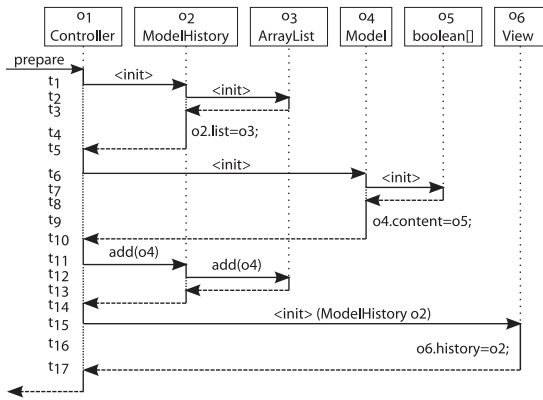 o1 o2 o3 o4 o5 o6
Controller ModelHistory ArrayList Model boolean[] View
prepare
t1 <init>
t2 <init>
t3
t4 o2.list=o3;
t5
t6 <init>
t7 <init>
t8
t9 o4.content=o5;
t10
t11 add(o4)
t12 add(o4)
t13
t14
t15 <init> (ModelHistory o2)
t16 o6.history=o2;
t17